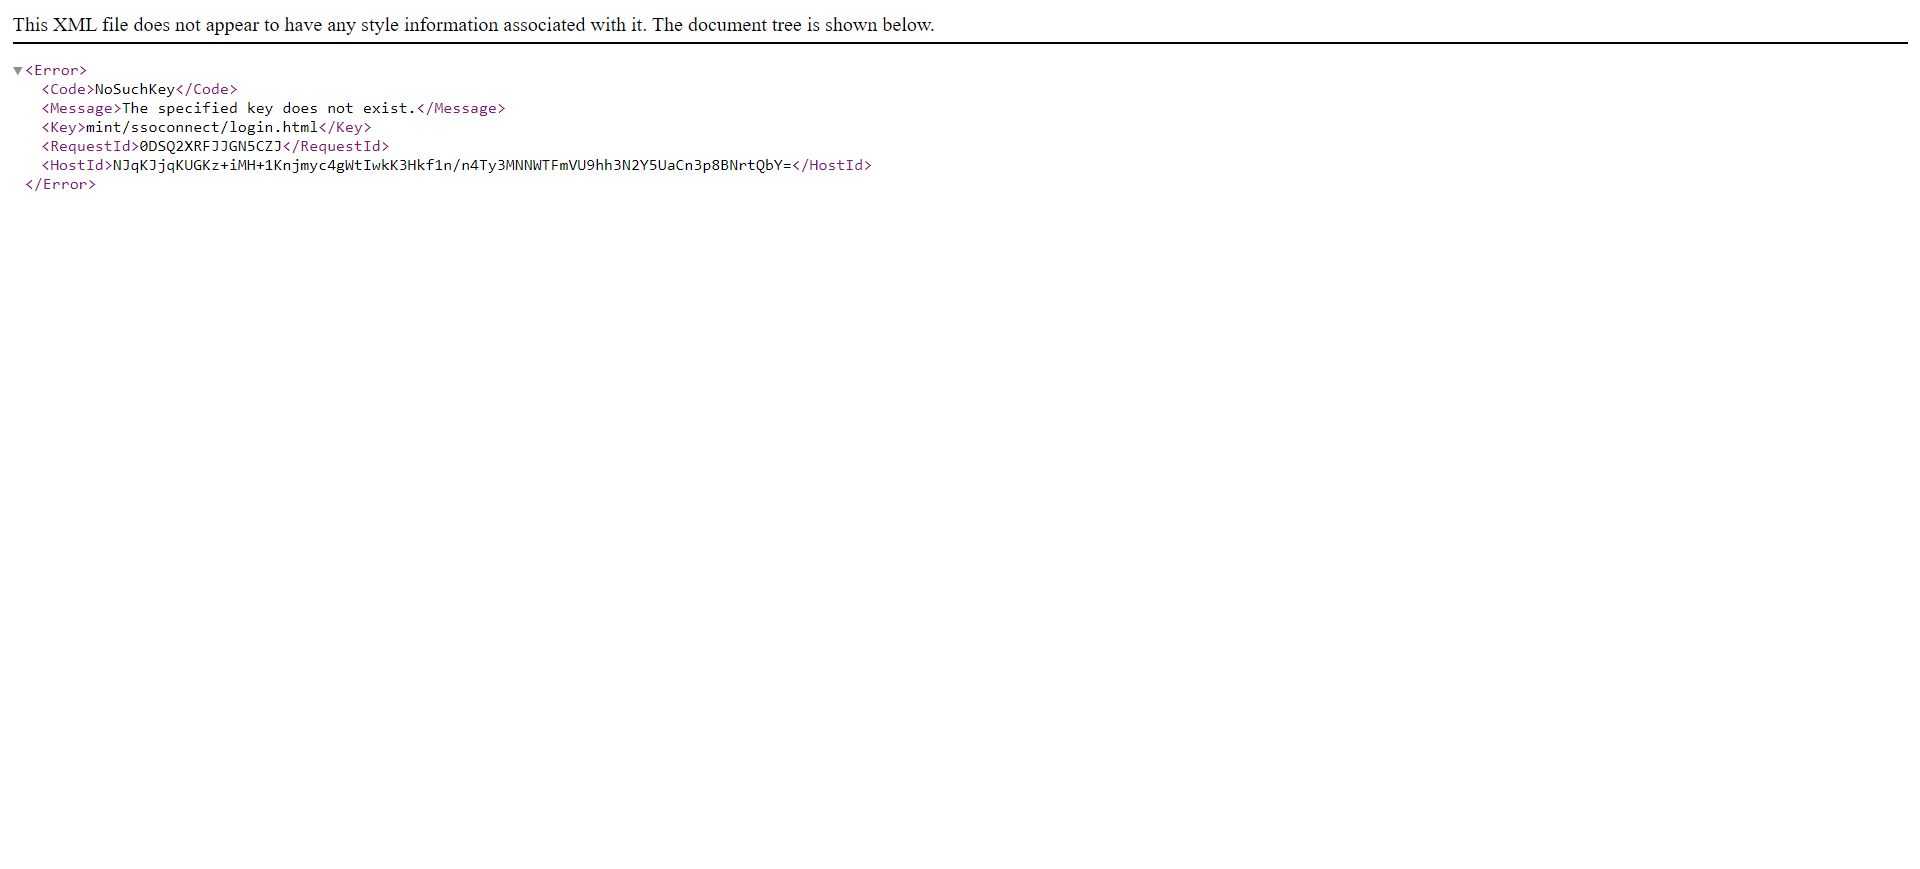 This XML file does not appear to have any style information associated with it. The document tree is shown below.
▼<Error>
<Code>NoSuchKey</Code>
<Message>The specified key does not exist.</Message>
<Key>mint/ssoconnect/login.html</Key>
<RequestId>0DSQ2XRFJJGN5CZJ</RequestId>
<HostId>NJqKJjqKUGKz+iMH+1Knjmyc4gWtIwkK3Hkf1n/n4Ty3MNNWTFmVU9hh3N2Y5UaCn3p8BNrtQbY=</HostId>
</Error>